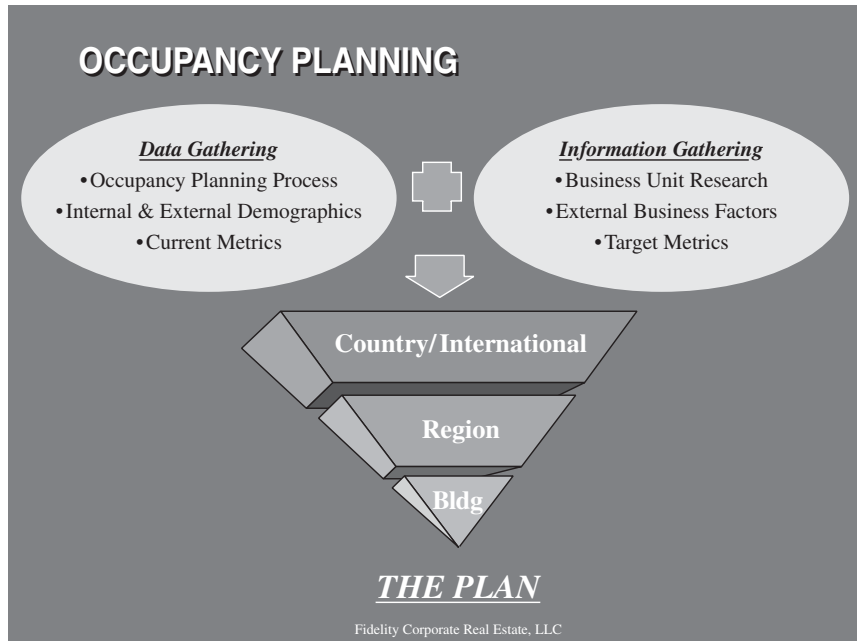 OCCUPANCY PLANNING
Data Gathering
•Occupancy Planning Process
•Internal & External Demographics
•Current Metrics
Information Gathering
•Business Unit Research
•External Business Factors
•Target Metrics
Country/International
Region
Bldg
THE PLAN
Fidelity Corporate Real Estate, LLC